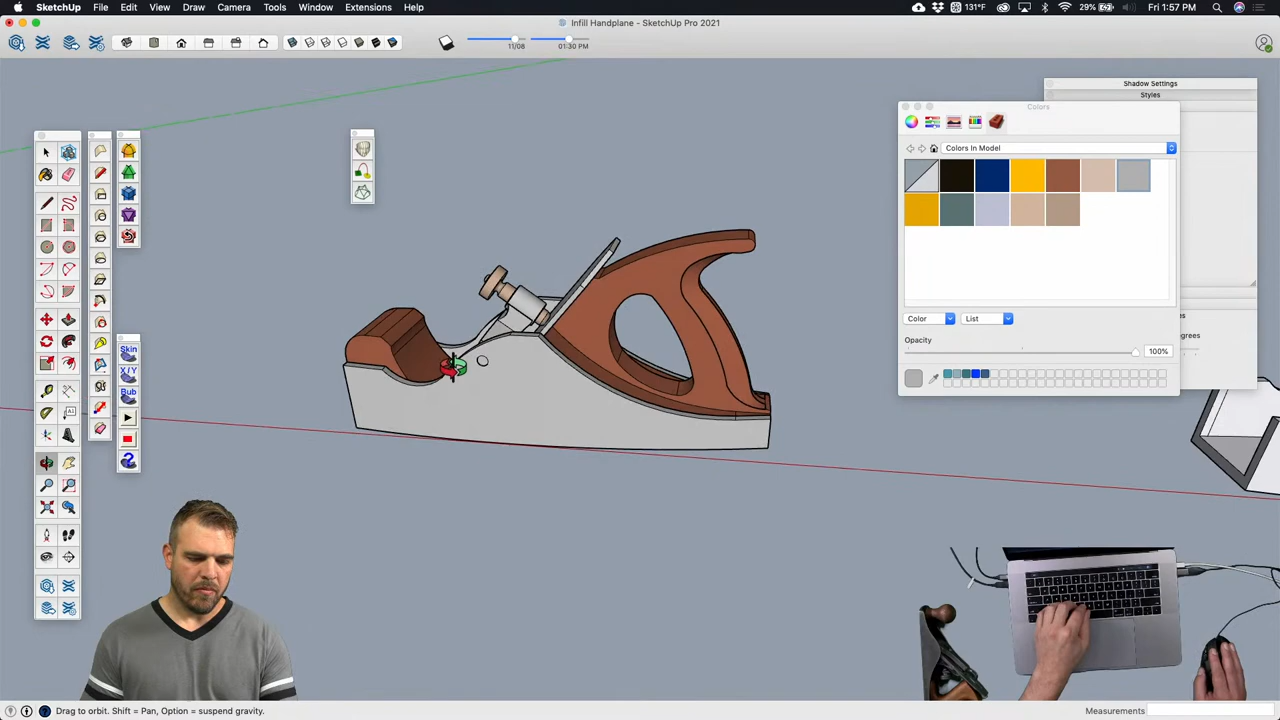 SketchUp File Edit View Draw Camera Tools Window Extensions Help 131°F 29% Fri 1:57 PM
Infill Handplane - SketchUp Pro 2021
11/08 01:30 PM
Shadow Settings
Styles
Colors
Colors In Model
Color List
Opacity
100%
Skin
X/Y
Bub
Drag to orbit. Shift = Pan, Option = suspend gravity.
Measurements